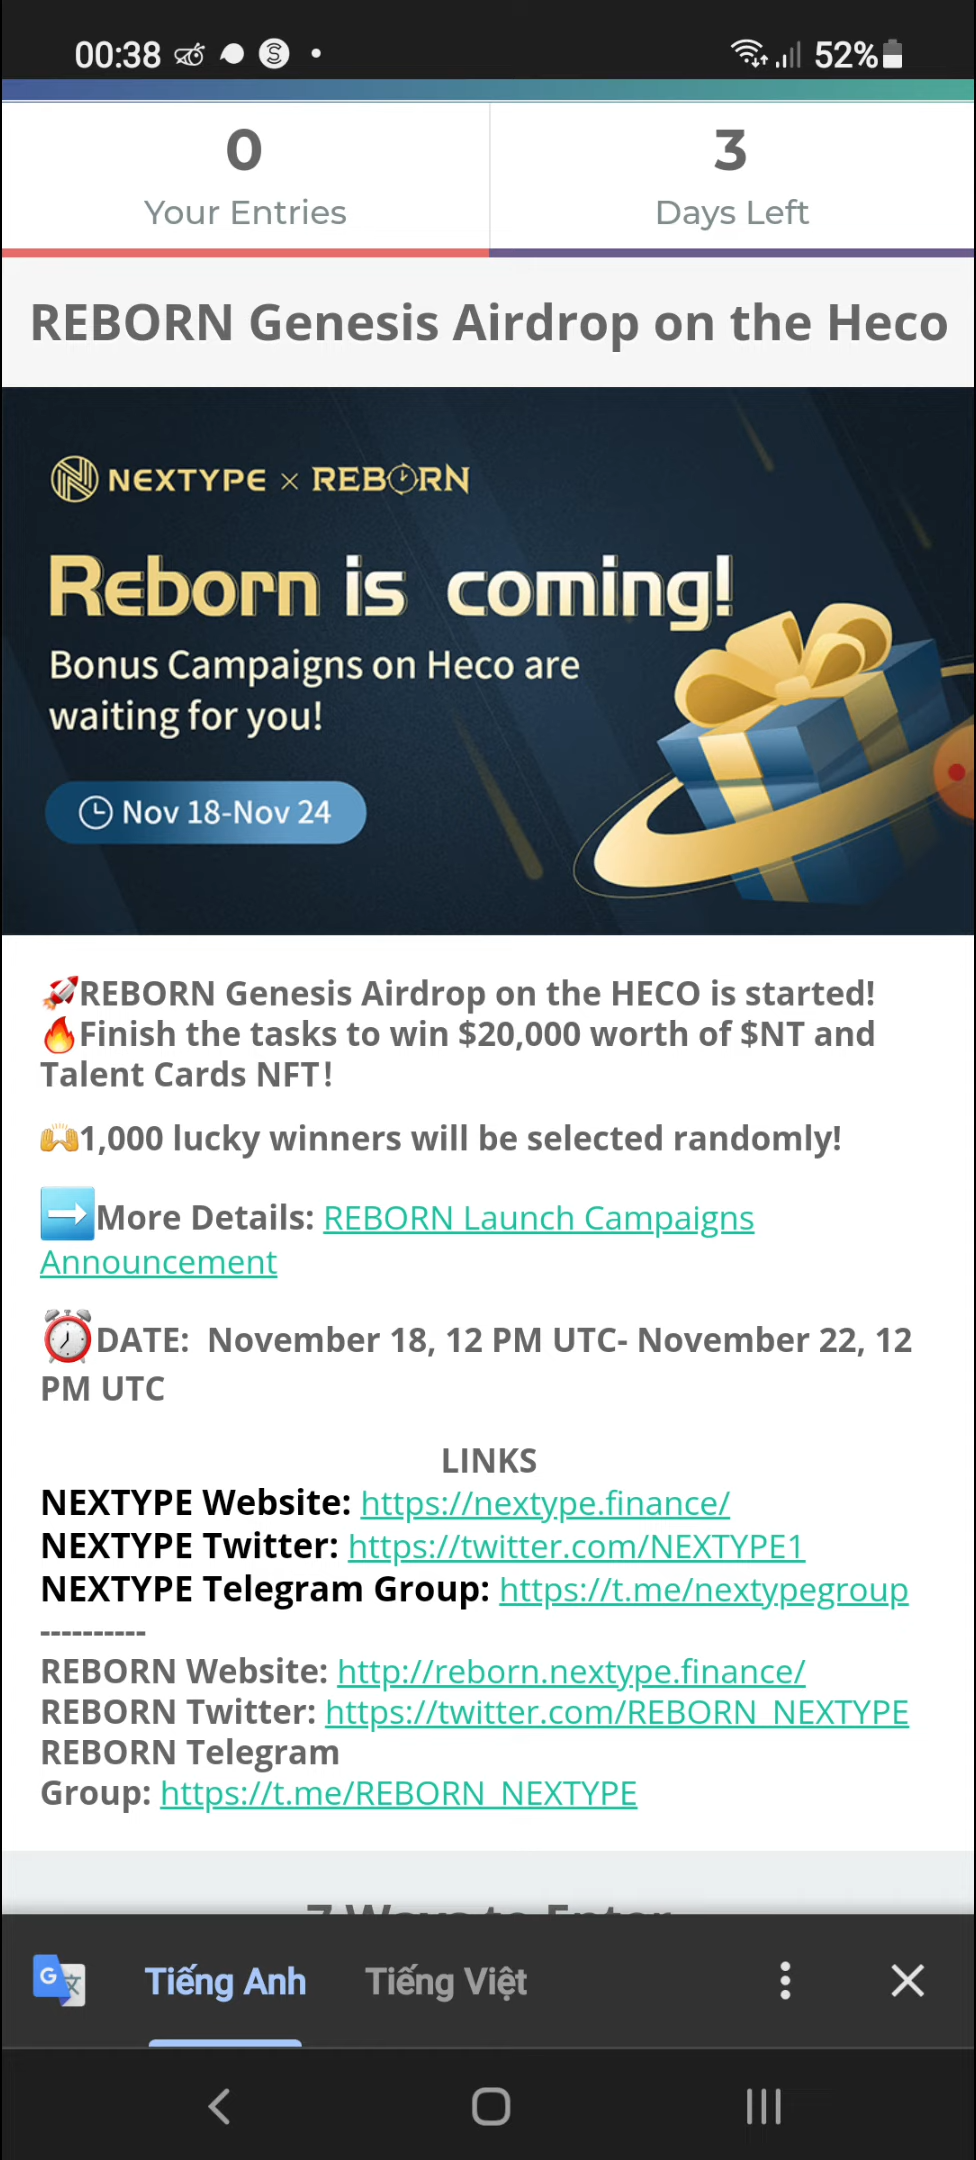 00:38
52%
0
Your Entries
3
Days Left
REBORN Genesis Airdrop on the Heco
NEXTYPE × REBORN
Reborn is coming!
Bonus Campaigns on Heco are
waiting for you!
Nov 18-Nov 24
🚀REBORN Genesis Airdrop on the HECO is started!
🔥Finish the tasks to win $20,000 worth of $NT and
Talent Cards NFT!
🙌1,000 lucky winners will be selected randomly!
➡️More Details: REBORN Launch Campaigns
Announcement
⏰DATE:  November 18, 12 PM UTC- November 22, 12
PM UTC
LINKS
NEXTYPE Website: https://nextype.finance/
NEXTYPE Twitter: https://twitter.com/NEXTYPE1
NEXTYPE Telegram Group: https://t.me/nextypegroup
----------
REBORN Website: http://reborn.nextype.finance/
REBORN Twitter: https://twitter.com/REBORN_NEXTYPE
REBORN Telegram
Group: https://t.me/REBORN_NEXTYPE
7 Ways to Enter
Tiếng Anh
Tiếng Việt